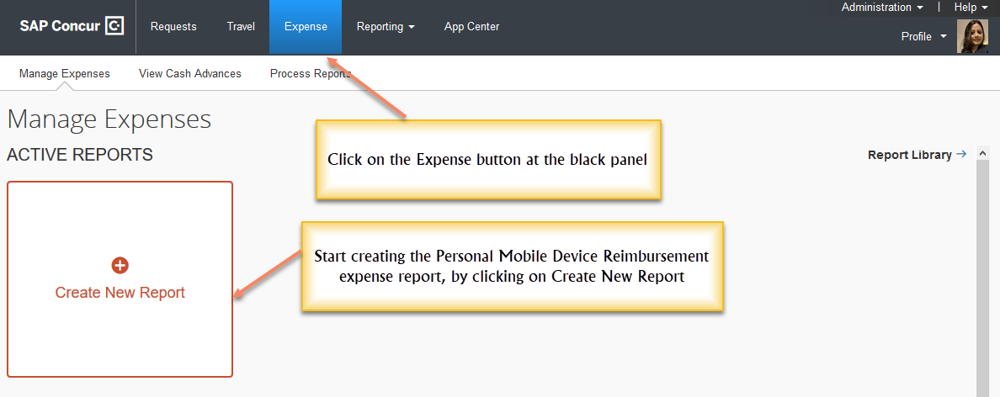 Administration | Help
SAP Concur C. Requests Travel Expense Reporting App Center
Profile
Manage Expenses View Cash Advances Process Reports
Manage Expenses
ACTIVE REPORTS
Report Library →
Click on the Expense button at the black panel
Start creating the Personal Mobile Device Reimbursement
expense report, by clicking on Create New Report
Create New Report